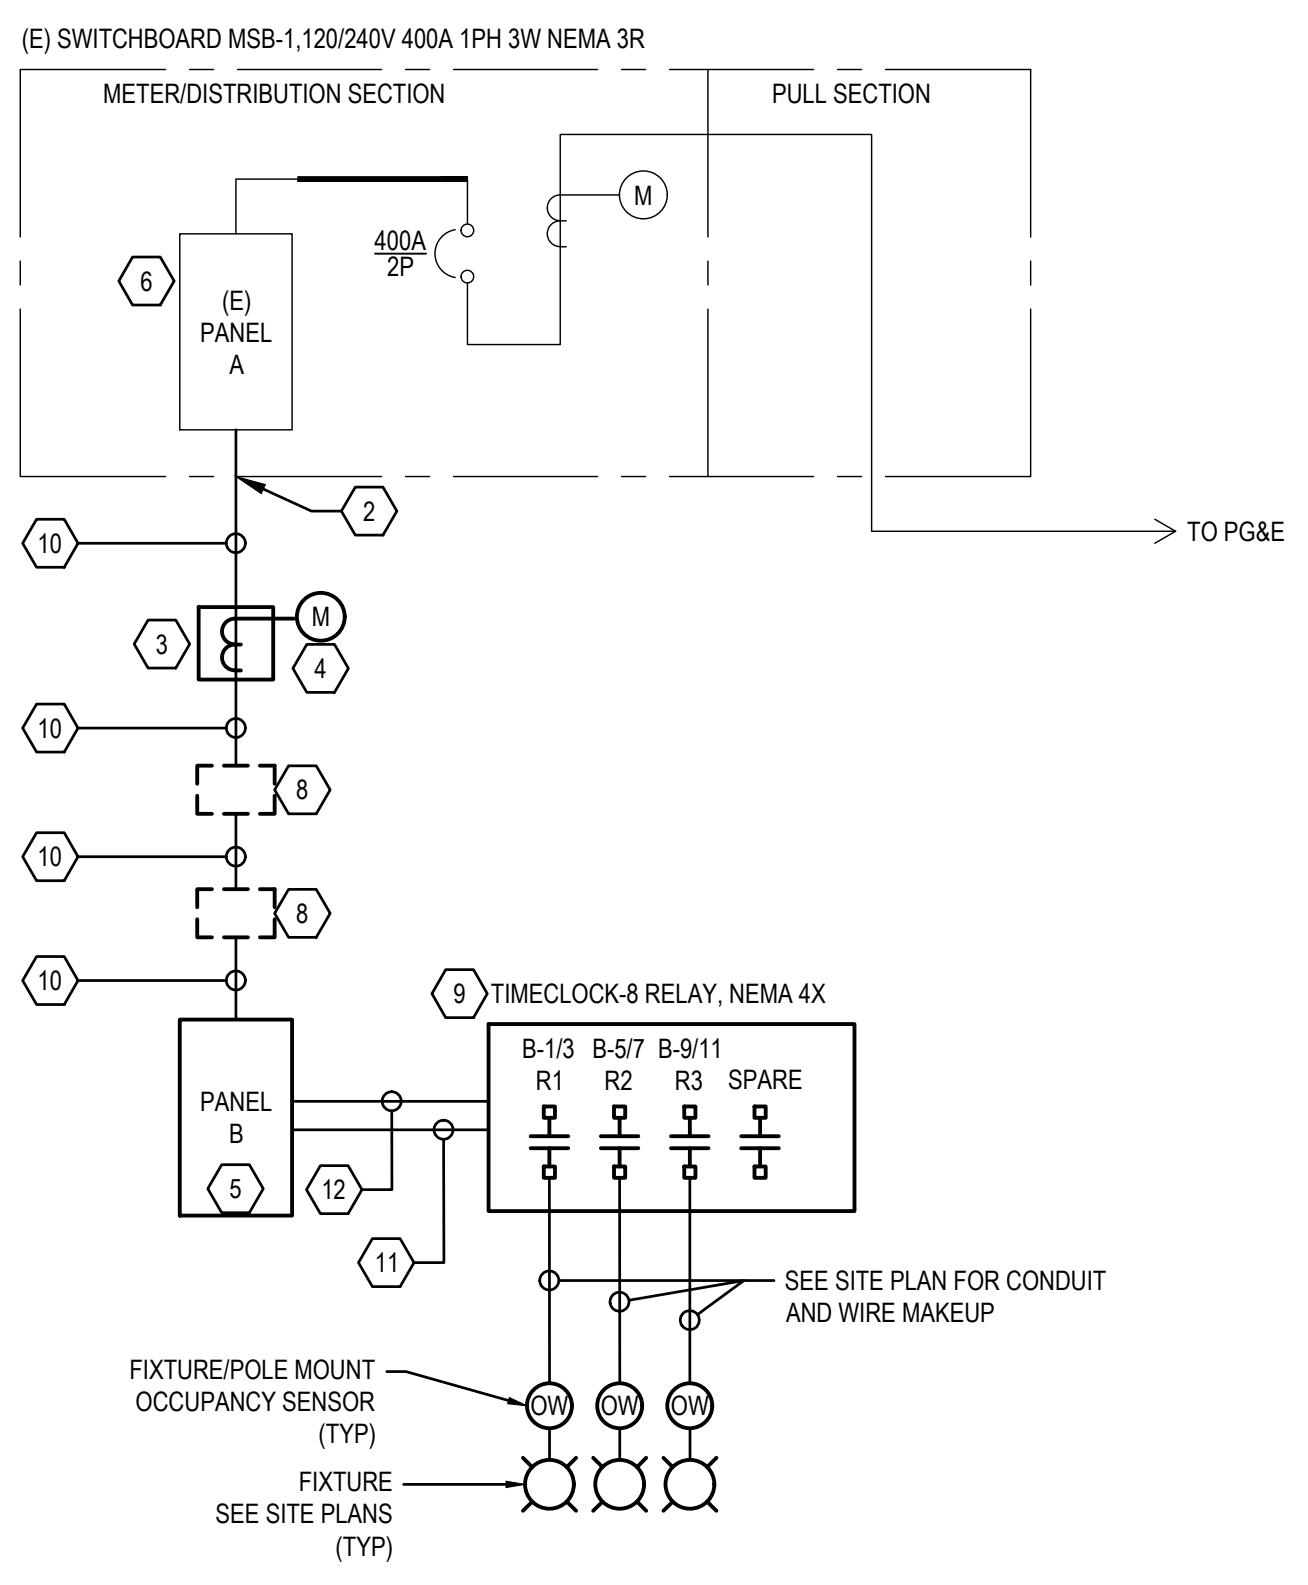 (E) SWITCHBOARD MSB-1,120/240V 400A 1PH 3W NEMA 3R
METER/DISTRIBUTION SECTION
PULL SECTION
M
400A
2P
6
(E)
PANEL
A
2
10
TO PG&E
M
3
4
10
8
10
8
10
9 TIMECLOCK-8 RELAY, NEMA 4X
B-1/3 B-5/7 B-9/11
R1 R2 R3 SPARE
PANEL
B
5
12
11
SEE SITE PLAN FOR CONDUIT
AND WIRE MAKEUP
FIXTURE/POLE MOUNT
OCCUPANCY SENSOR
(TYP)
OW OW OW
FIXTURE
SEE SITE PLANS
(TYP)